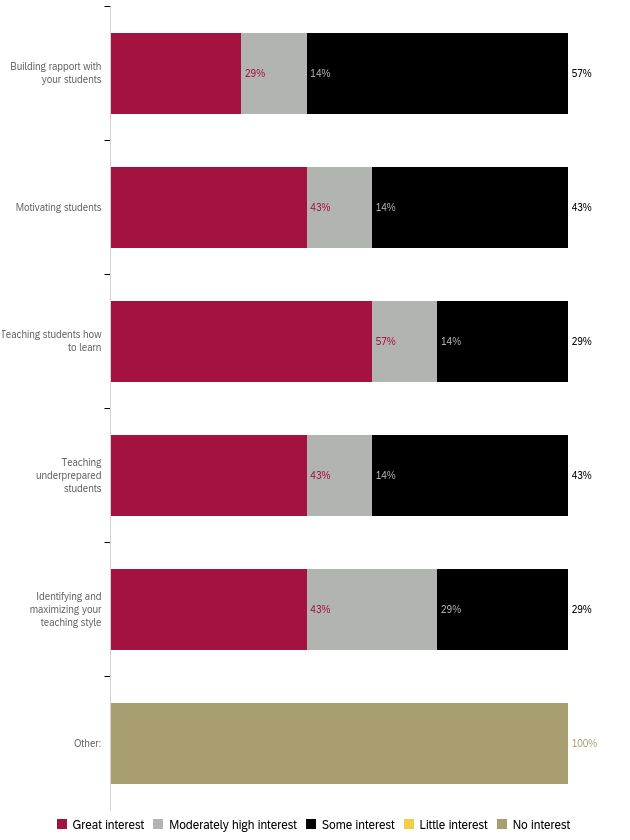 Building rapport with
your students
29%
14%
57%
Motivating students
43%
14%
43%
Teaching students how
to learn
57%
14%
29%
Teaching
underprepared
students
43%
14%
43%
Identifying and
maximizing your
teaching style
43%
29%
29%
Other:
100%
Great interest
Moderately high interest
Some interest
Little interest
No interest